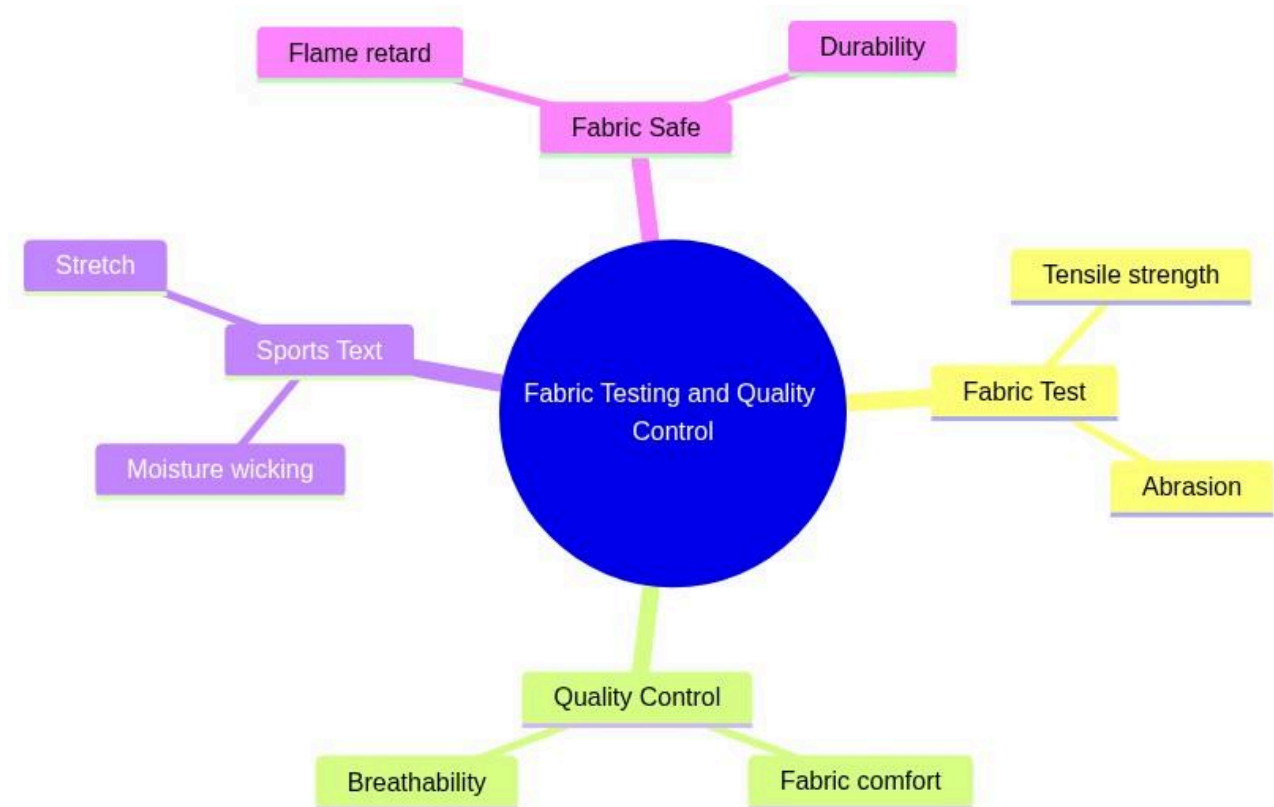 Flame retard
Durability
Fabric Safe
Stretch
Tensile strength
Sports Text
Fabric Testing and Quality
Control
Fabric Test
Moisture wicking
Abrasion
Quality Control
Breathability
Fabric comfort